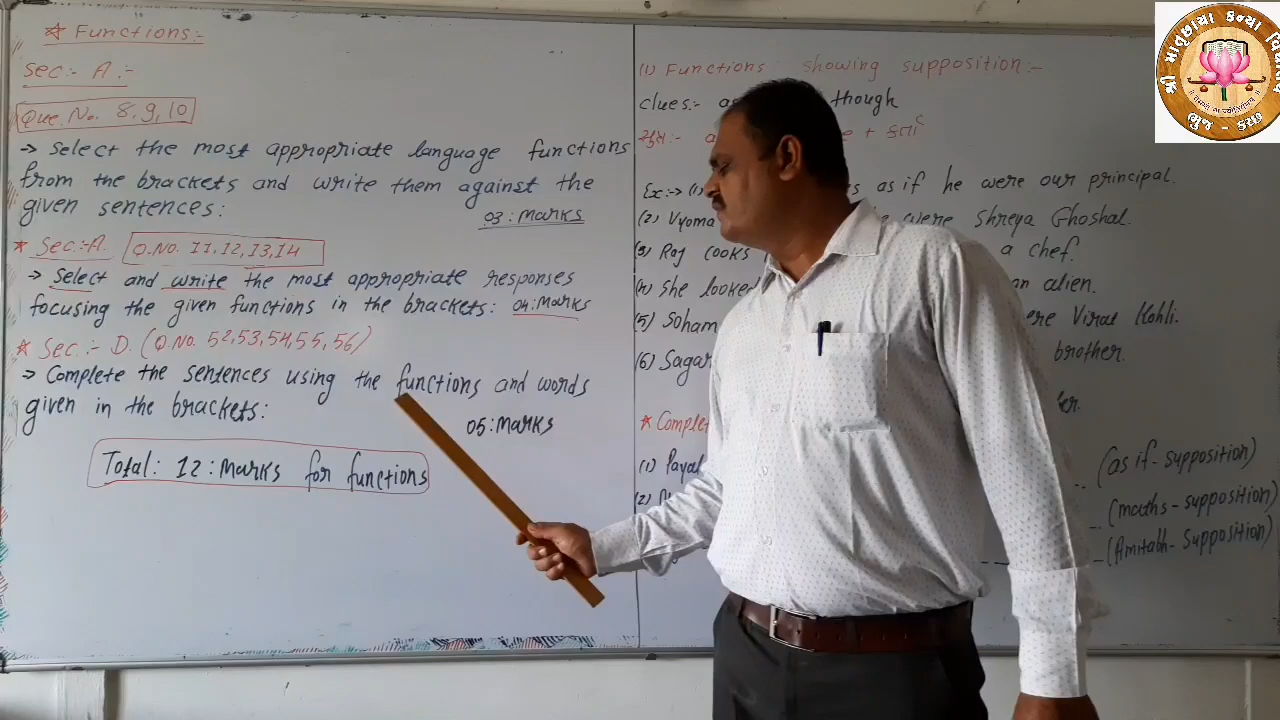 * Functions:-
Sec:- A:-
Que. No. 8,9,10
→ Select the most appropriate language functions
from the brackets and write them against the
given sentences:
03: Marks
* Sec:-A. Q.No. 11,12,13,14
→ Select and write the most appropriate responses
focusing the given functions in the brackets: 04: Marks
* Sec:- D. (Q.No. 52,53,54,55,56)
→ Complete the sentences using the functions and words
given in the brackets:
05: Marks
Total: 12: Marks for functions
(1) Functions showing supposition:-
clues:- though
Ex:→ (1) as if he were our principal.
(2) Vyoma were Shreya Ghoshal.
(3) Raj cooks a chef.
(4) She looked an alien.
(5) Soham Virat Kohli.
(6) Sagar brother.
(1) Payal (as if - supposition)
(2) (maths - supposition)
(Amitabh - supposition)
શ્રી માતૃછાયા કન્યા
ભુજ - કચ્છ